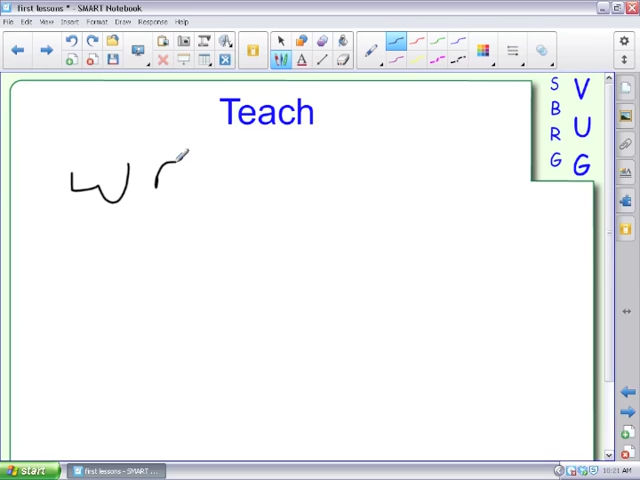 first lessons * - SMART Notebook
File Edit View Insert Format Draw Response Help
Teach
w r
S
B
R
G
V
U
G
start
first lessons - SMART ...
10:21 AM